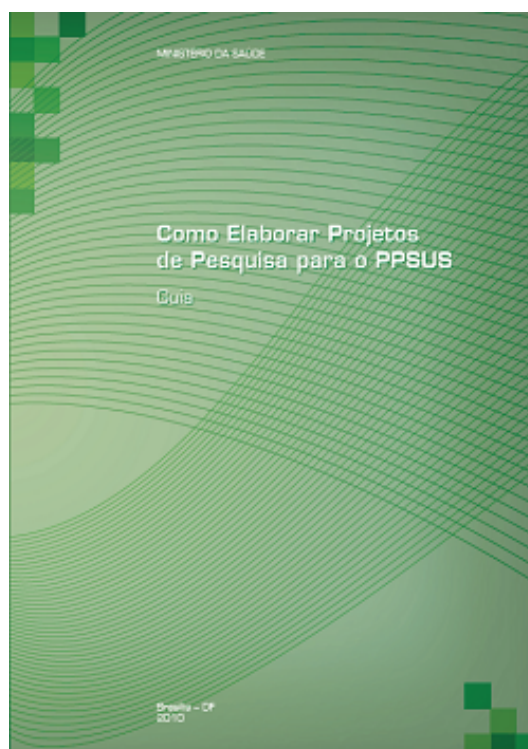 MINISTÉRIO DA SAÚDE
Como Elaborar Projetos
de Pesquisa para o PPSUS
Guia
Brasília – DF
2010